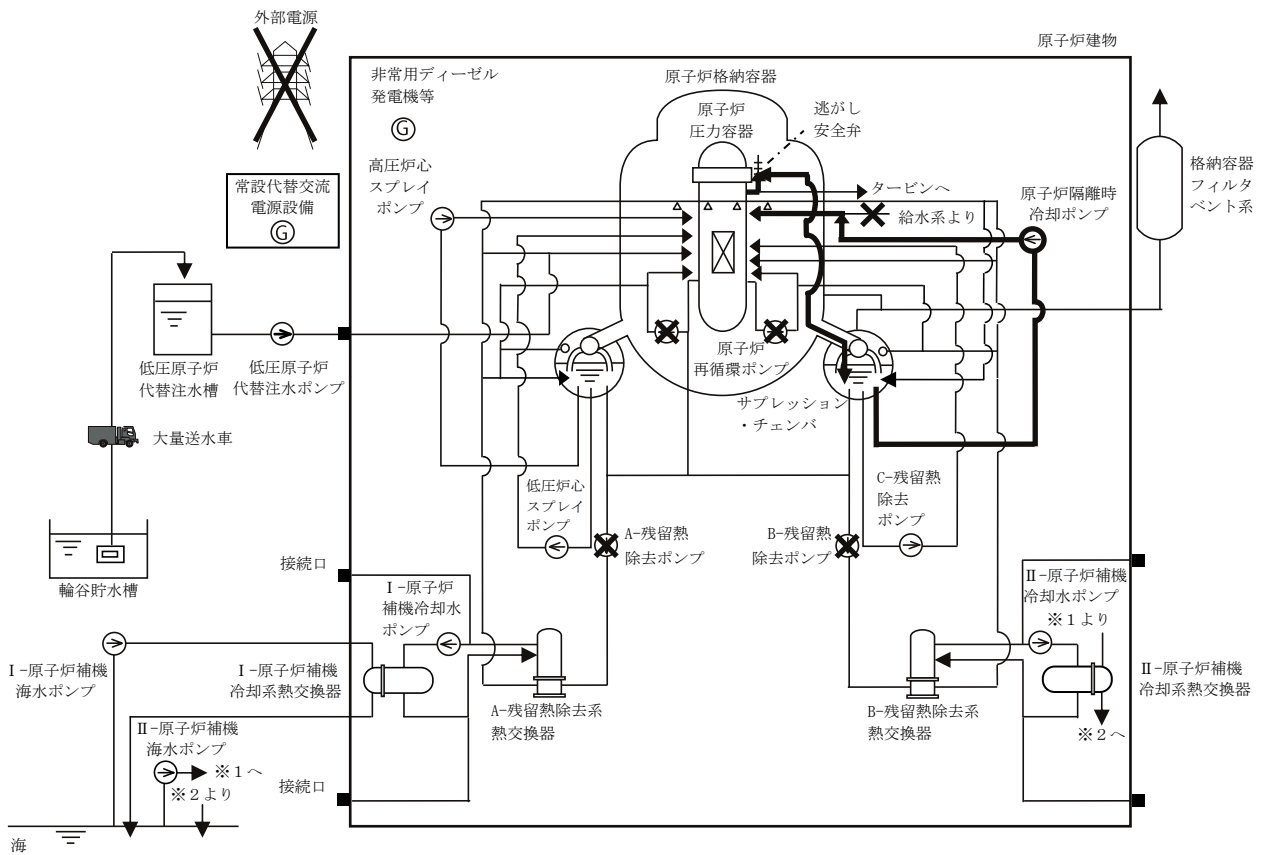 外部電源
原子炉建物
非常用ディーゼル
発電機等
G
原子炉格納容器
原子炉
圧力容器
逃がし
安全弁
常設代替交流
電源設備
G
高圧炉心
スプレイ
ポンプ
タービンへ
給水系より
原子炉隔離時
冷却ポンプ
格納容器
フィルタ
ベント系
低圧原子炉
代替注水槽
低圧原子炉
代替注水ポンプ
原子炉
再循環ポンプ
サプレッション
・チェンバ
大量送水車
輪谷貯水槽
低圧炉心
スプレイ
ポンプ
A-残留熱
除去ポンプ
B-残留熱
除去ポンプ
C-残留熱
除去
ポンプ
接続口
Ⅰ-原子炉
補機冷却水
ポンプ
Ⅱ-原子炉補機
冷却水ポンプ
※1より
Ⅰ-原子炉補機
海水ポンプ
Ⅰ-原子炉補機
冷却系熱交換器
Ⅱ-原子炉補機
冷却系熱交換器
A-残留熱除去系
熱交換器
B-残留熱除去系
熱交換器
※2へ
Ⅱ-原子炉補機
海水ポンプ
※1へ
※2より
接続口
海